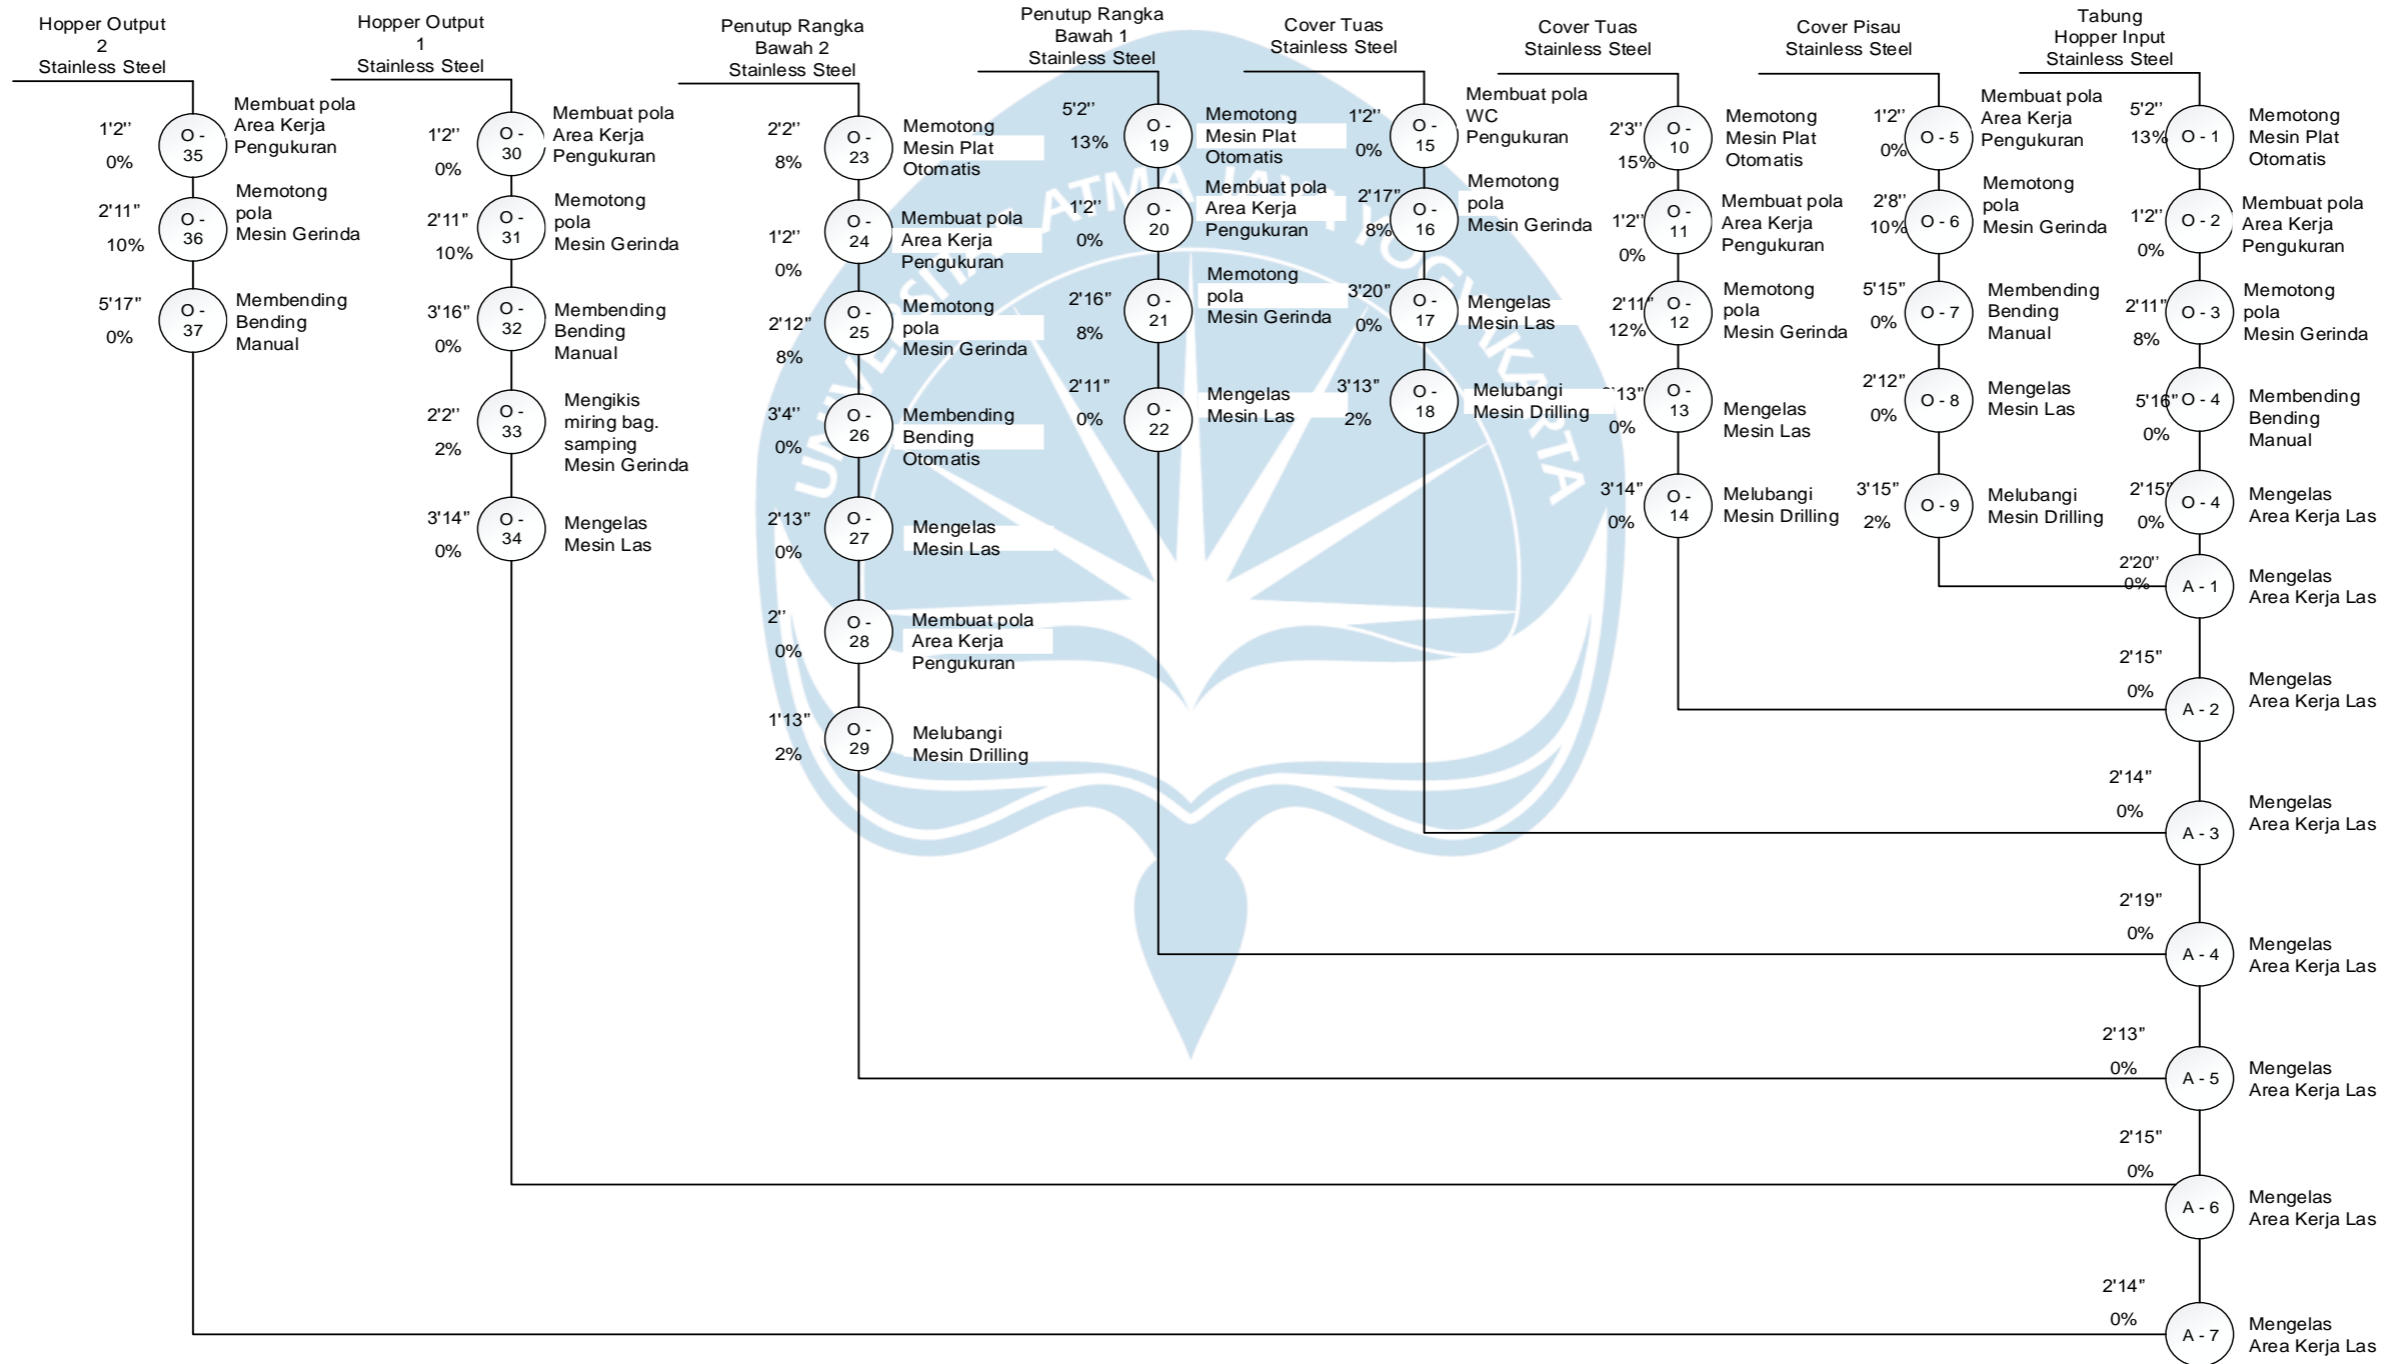 Hopper Output
2
Stainless Steel
1'2''
0%
O -
35
Membuat pola
Area Kerja
Pengukuran
2'11''
10%
O -
36
Memotong
pola
Mesin Gerinda
5'17''
0%
O -
37
Membending
Bending
Manual
Hopper Output
1
Stainless Steel
1'2''
0%
O -
30
Membuat pola
Area Kerja
Pengukuran
2'11''
10%
O -
31
Memotong
pola
Mesin Gerinda
3'16''
0%
O -
32
Membending
Bending
Manual
2'2''
2%
O -
33
Mengikis
miring bag.
samping
Mesin Gerinda
3'14''
0%
O -
34
Mengelas
Mesin Las
Penutup Rangka
Bawah 2
Stainless Steel
2'2''
8%
O -
23
Memotong
Mesin Plat
Otomatis
1'2''
0%
O -
24
Membuat pola
Area Kerja
Pengukuran
2'12''
8%
O -
25
Memotong
pola
Mesin Gerinda
3'4''
0%
O -
26
Membending
Bending
Otomatis
2'13''
0%
O -
27
Mengelas
Mesin Las
2''
0%
O -
28
Membuat pola
Area Kerja
Pengukuran
1'13''
2%
O -
29
Melubangi
Mesin Drilling
Penutup Rangka
Bawah 1
Stainless Steel
5'2''
13%
O -
19
Memotong
Mesin Plat
Otomatis
1'2''
0%
O -
20
Membuat pola
Area Kerja
Pengukuran
2'16''
8%
O -
21
Memotong
pola
Mesin Gerinda
2'11''
0%
O -
22
Mengelas
Mesin Las
Cover Tuas
Stainless Steel
1'2''
0%
O -
15
Membuat pola
WC
Pengukuran
2'17''
8%
O -
16
Memotong
pola
Mesin Gerinda
3'20''
0%
O -
17
Mengelas
Mesin Las
3'13''
2%
O -
18
Melubangi
Mesin Drilling
Cover Tuas
Stainless Steel
2'3''
15%
O -
10
Memotong
Mesin Plat
Otomatis
1'2''
0%
O -
11
Membuat pola
Area Kerja
Pengukuran
2'11''
12%
O -
12
Memotong
pola
Mesin Gerinda
'13''
0%
O -
13
Mengelas
Mesin Las
3'14''
0%
O -
14
Melubangi
Mesin Drilling
Cover Pisau
Stainless Steel
1'2''
0%
O - 5
Membuat pola
Area Kerja
Pengukuran
2'8''
10%
O - 6
Memotong
pola
Mesin Gerinda
5'15''
0%
O - 7
Membending
Bending
Manual
2'12''
0%
O - 8
Mengelas
Mesin Las
3'15''
2%
O - 9
Melubangi
Mesin Drilling
Tabung
Hopper Input
Stainless Steel
5'2''
13%
O - 1
Memotong
Mesin Plat
Otomatis
1'2''
0%
O - 2
Membuat pola
Area Kerja
Pengukuran
2'11''
8%
O - 3
Memotong
pola
Mesin Gerinda
5'16''
0%
O - 4
Membending
Bending
Manual
2'15''
0%
O - 4
Mengelas
Area Kerja Las
2'20''
0%
A - 1
Mengelas
Area Kerja Las
2'15''
0%
A - 2
Mengelas
Area Kerja Las
2'14''
0%
A - 3
Mengelas
Area Kerja Las
2'19''
0%
A - 4
Mengelas
Area Kerja Las
2'13''
0%
A - 5
Mengelas
Area Kerja Las
2'15''
0%
A - 6
Mengelas
Area Kerja Las
2'14''
0%
A - 7
Mengelas
Area Kerja Las
ATMA
YOGYAKARTA